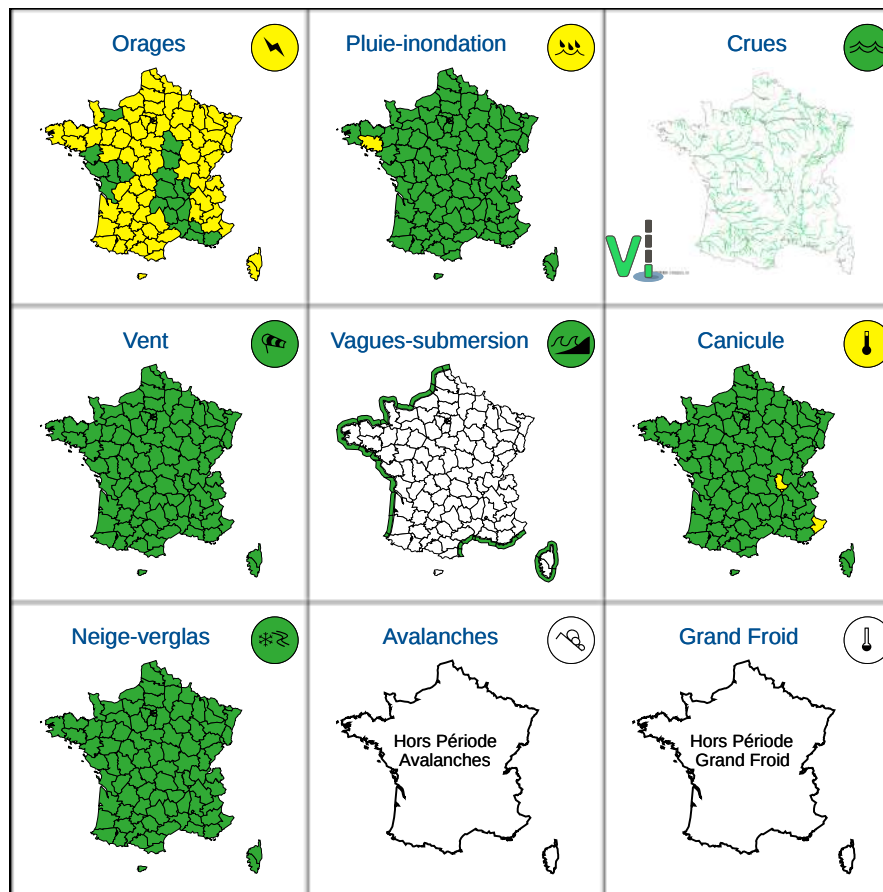 Orages
Pluie-inondation
Crues
Vi
Vent
Vagues-submersion
Canicule
Neige-verglas
Avalanches
Grand Froid
Hors Période
Avalanches
Hors Période
Grand Froid